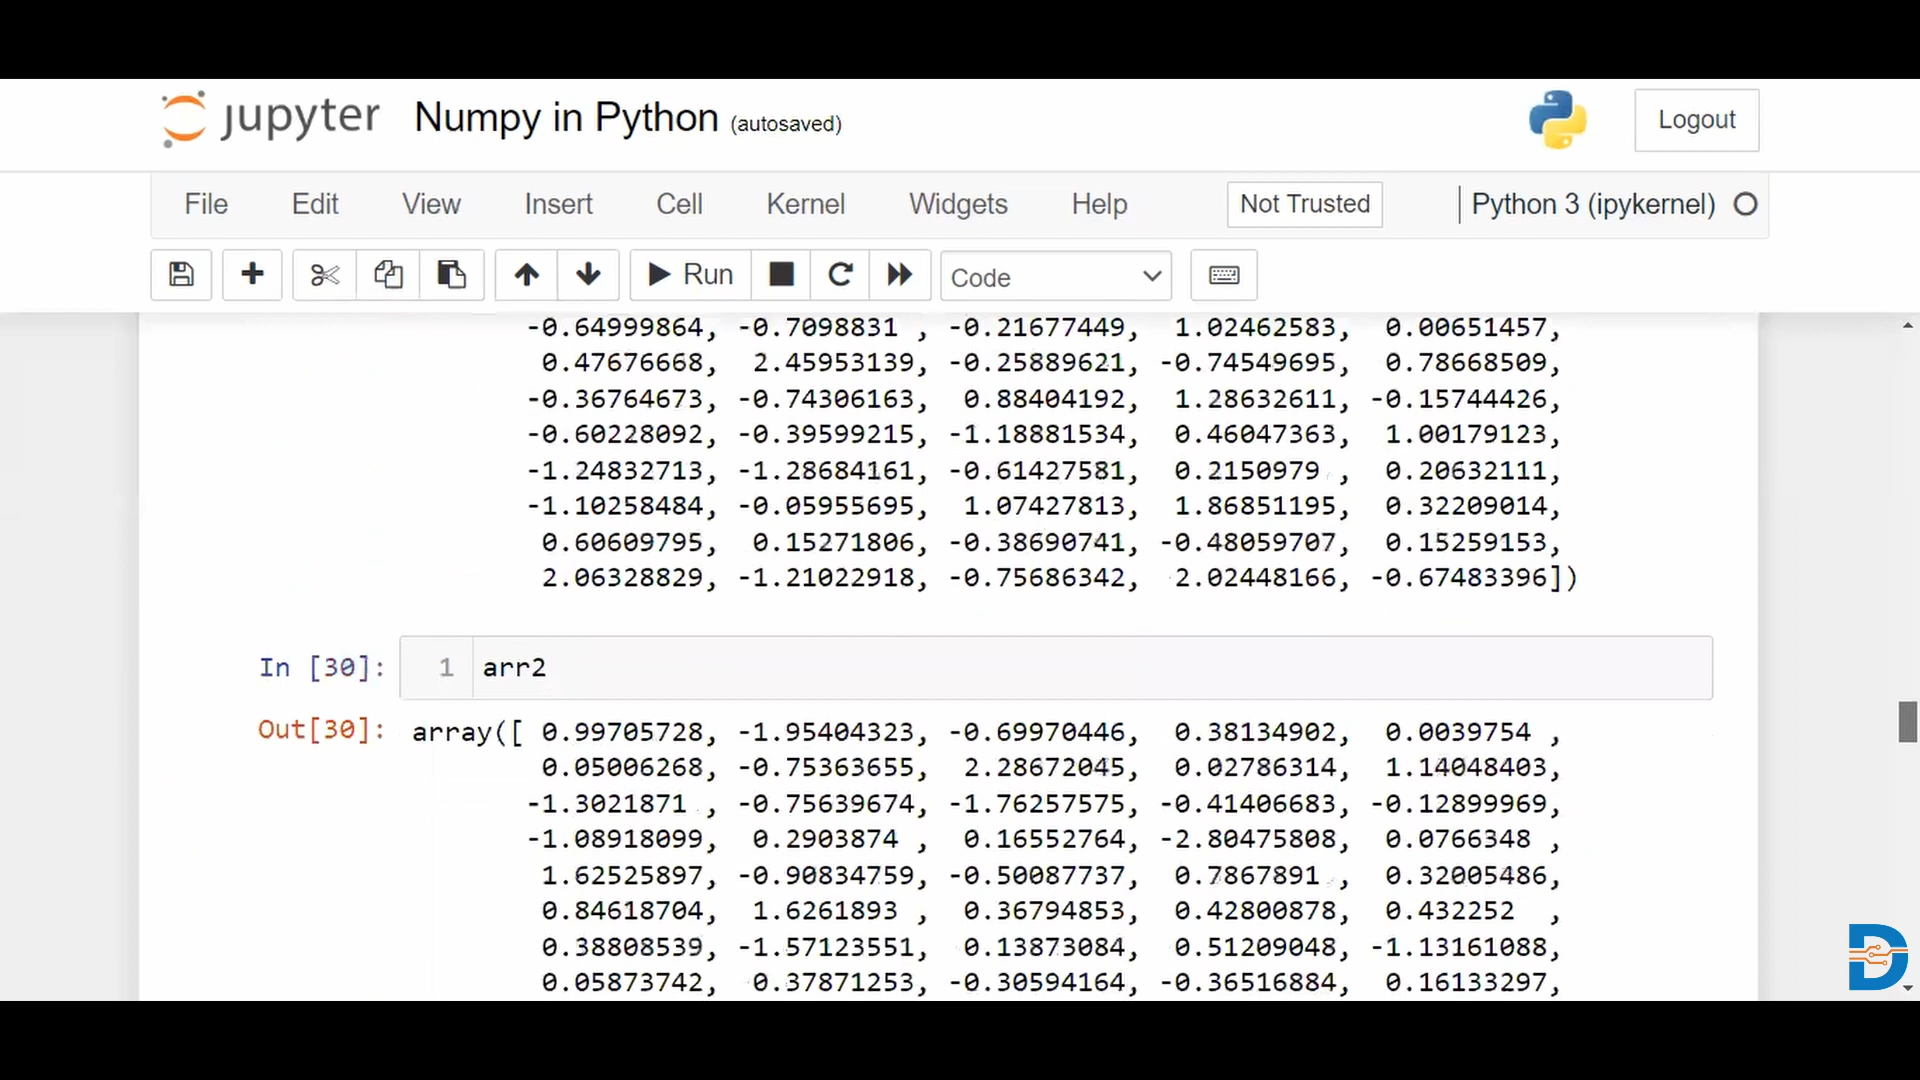 jupyter Numpy in Python (autosaved) Logout
File Edit View Insert Cell Kernel Widgets Help Not Trusted Python 3 (ipykernel)
Run Code
-0.64999864, -0.7098831 , -0.21677449, 1.02462583, 0.00651457,
0.47676668, 2.45953139, -0.25889621, -0.74549695, 0.78668509,
-0.36764673, -0.74306163, 0.88404192, 1.28632611, -0.15744426,
-0.60228092, -0.39599215, -1.18881534, 0.46047363, 1.00179123,
-1.24832713, -1.28684161, -0.61427581, 0.2150979 , 0.20632111,
-1.10258484, -0.05955695, 1.07427813, 1.86851195, 0.32209014,
0.60609795, 0.15271806, -0.38690741, -0.48059707, 0.15259153,
2.06328829, -1.21022918, -0.75686342, 2.02448166, -0.67483396])
In [30]: 1 arr2
Out[30]: array([ 0.99705728, -1.95404323, -0.69970446, 0.38134902, 0.0039754 ,
0.05006268, -0.75363655, 2.28672045, 0.02786314, 1.14048403,
-1.3021871 , -0.75639674, -1.76257575, -0.41406683, -0.12899969,
-1.08918099, 0.2903874 , 0.16552764, -2.80475808, 0.0766348 ,
1.62525897, -0.90834759, -0.50087737, 0.7867891 , 0.32005486,
0.84618704, 1.6261893 , 0.36794853, 0.42800878, 0.432252 ,
0.38808539, -1.57123551, 0.13873084, 0.51209048, -1.13161088,
0.05873742, 0.37871253, -0.30594164, -0.36516884, 0.16133297,